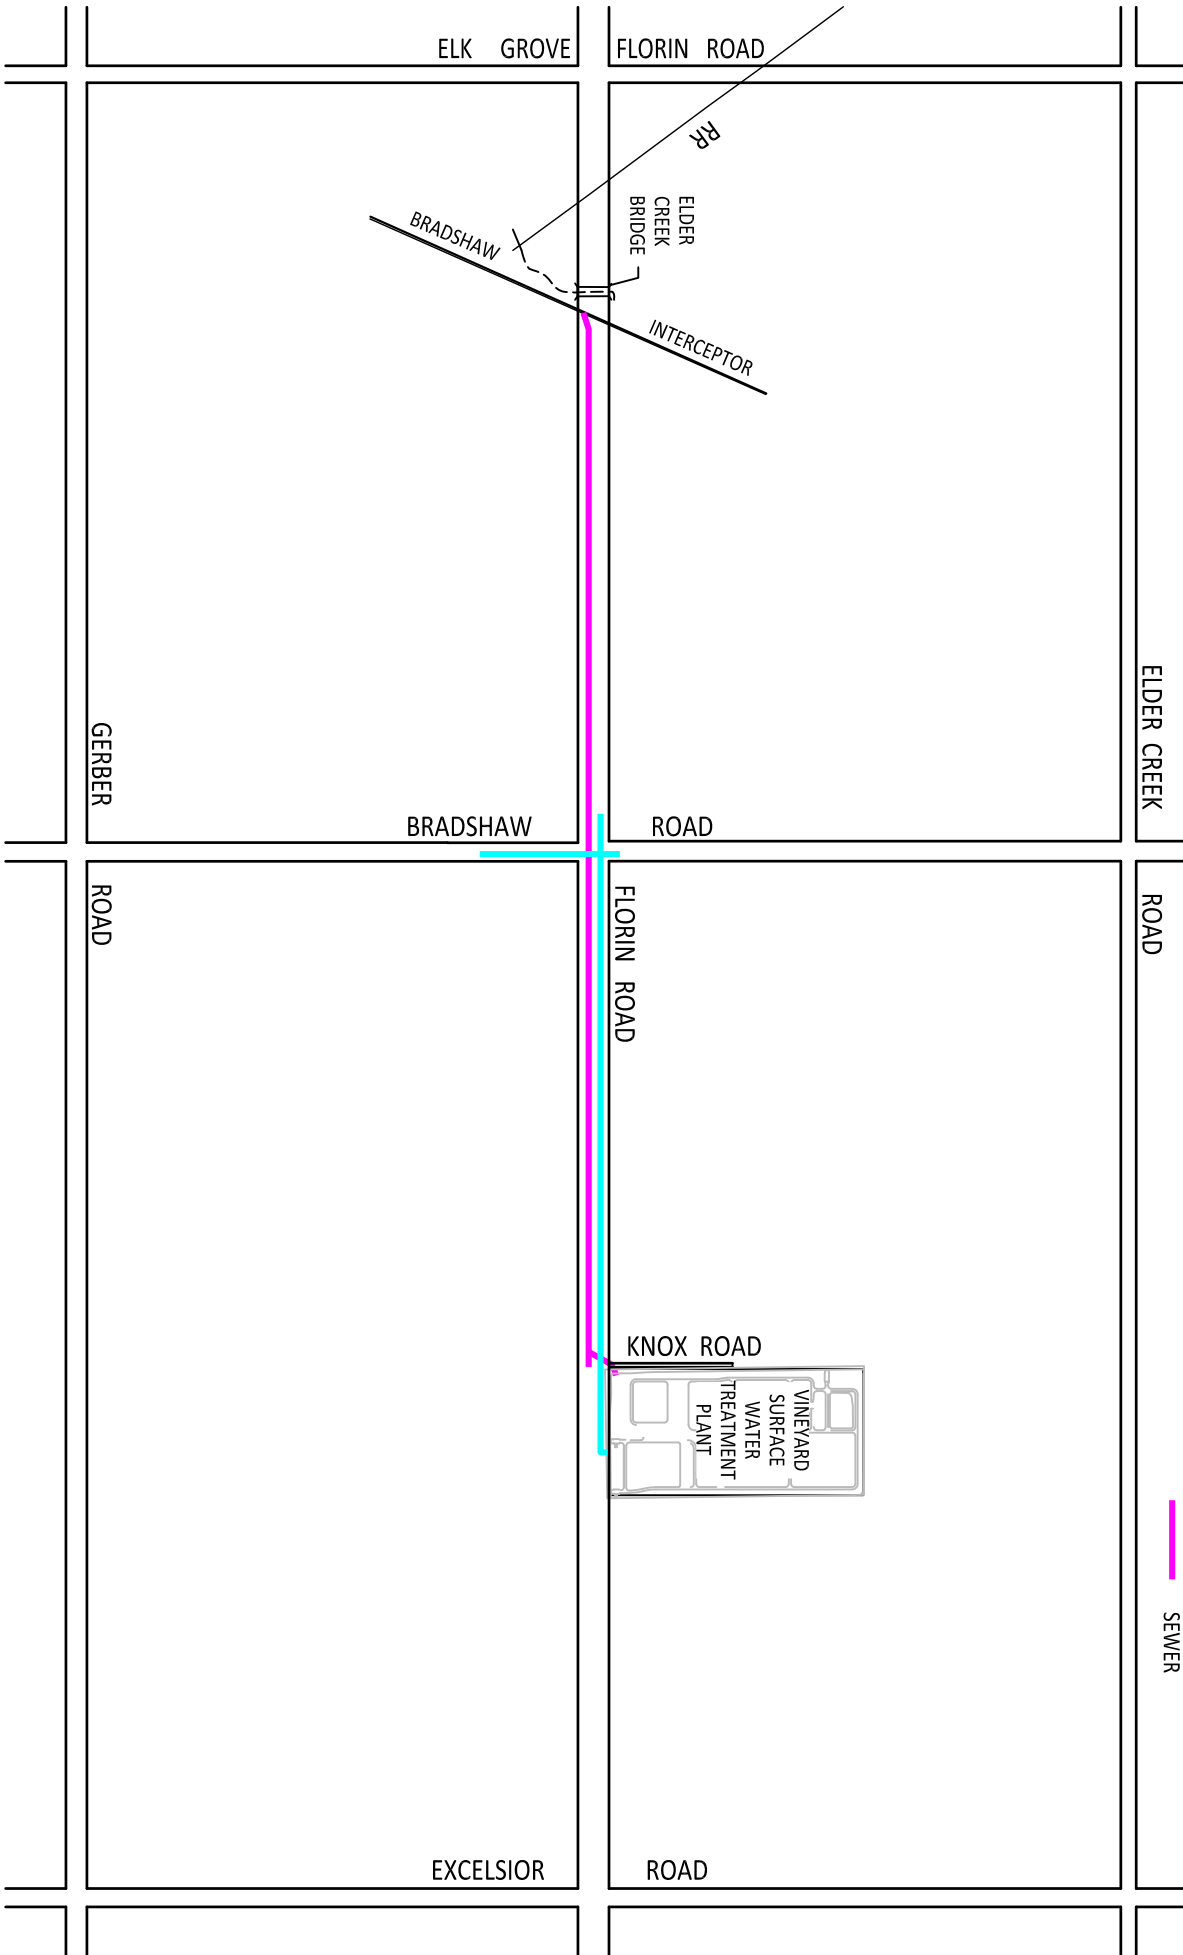 ELK GROVE FLORIN ROAD
RR
ELDER
CREEK
BRIDGE
BRADSHAW
INTERCEPTOR
ELDER CREEK ROAD
GERBER ROAD
BRADSHAW ROAD
FLORIN ROAD
KNOX ROAD
VINEYARD
SURFACE
WATER
TREATMENT
PLANT
SEWER
EXCELSIOR ROAD